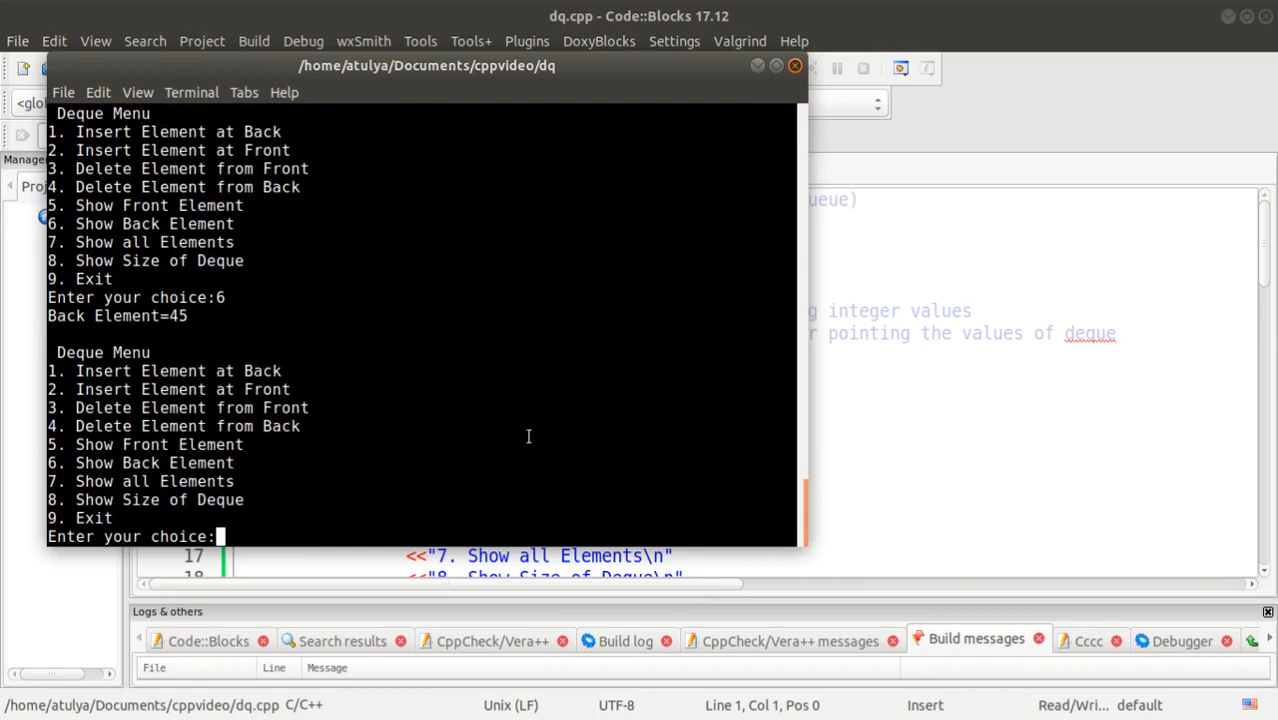 dq.cpp - Code::Blocks 17.12
File Edit View Search Project Build Debug wxSmith Tools Tools+ Plugins DoxyBlocks Settings Valgrind Help
/home/atulya/Documents/cppvideo/dq
File Edit View Terminal Tabs Help
<glo
Deque Menu
1. Insert Element at Back
2. Insert Element at Front
3. Delete Element from Front
4. Delete Element from Back
5. Show Front Element
6. Show Back Element
7. Show all Elements
8. Show Size of Deque
9. Exit
Enter your choice:6
Back Element=45
Deque Menu
1. Insert Element at Back
2. Insert Element at Front
3. Delete Element from Front
4. Delete Element from Back
5. Show Front Element
6. Show Back Element
7. Show all Elements
8. Show Size of Deque
9. Exit
Enter your choice:
Manage
Proj
ueue)
g integer values
r pointing the values of deque
17 <<"7. Show all Elements\n"
18 <<"8. Show Size of Deque\n"
Logs & others
Code::Blocks Search results CppCheck/Vera++ Build log CppCheck/Vera++ messages Build messages Cccc Debugger
File Line Message
/home/atulya/Documents/cppvideo/dq.cpp C/C++ Unix (LF) UTF-8 Line 1, Col 1, Pos 0 Insert Read/Wri... default